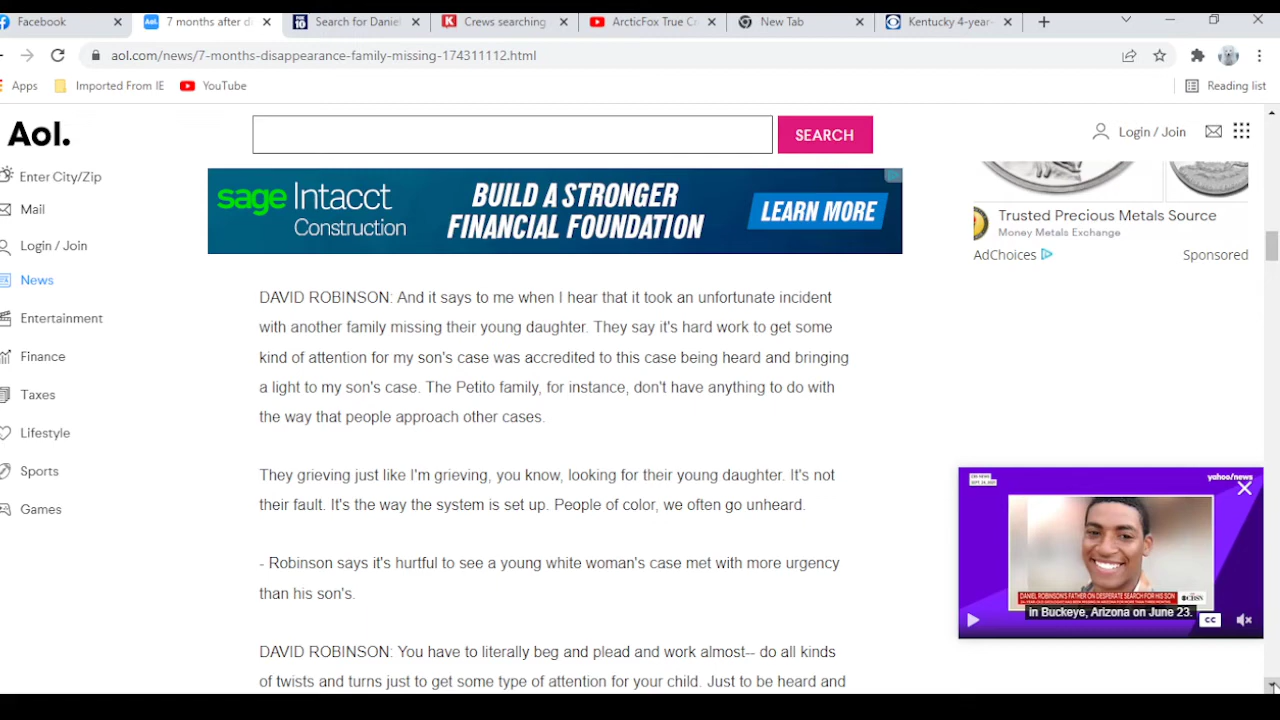 Facebook
7 months after d
Search for Daniel
Crews searching
ArcticFox True C
New Tab
Kentucky 4-year-
aol.com/news/7-months-disappearance-family-missing-174311112.html
Apps
Imported From IE
YouTube
Reading list
Aol.
SEARCH
Login / Join
Enter City/Zip
Mail
Login / Join
News
Entertainment
Finance
Taxes
Lifestyle
Sports
Games
sage Intacct
Construction
BUILD A STRONGER
FINANCIAL FOUNDATION
LEARN MORE
Trusted Precious Metals Source
Money Metals Exchange
AdChoices
Sponsored
DAVID ROBINSON: And it says to me when I hear that it took an unfortunate incident
with another family missing their young daughter. They say it's hard work to get some
kind of attention for my son's case was accredited to this case being heard and bringing
a light to my son's case. The Petito family, for instance, don't have anything to do with
the way that people approach other cases.
They grieving just like I'm grieving, you know, looking for their young daughter. It's not
their fault. It's the way the system is set up. People of color, we often go unheard.
- Robinson says it's hurtful to see a young white woman's case met with more urgency
than his son's.
DAVID ROBINSON: You have to literally beg and plead and work almost-- do all kinds
of twists and turns just to get some type of attention for your child. Just to be heard and
yahoo/news
DANIEL ROBINSON'S FATHER ON DESPERATE SEARCH FOR HIS SON
CBSN
in Buckeye, Arizona on June 23.
CC